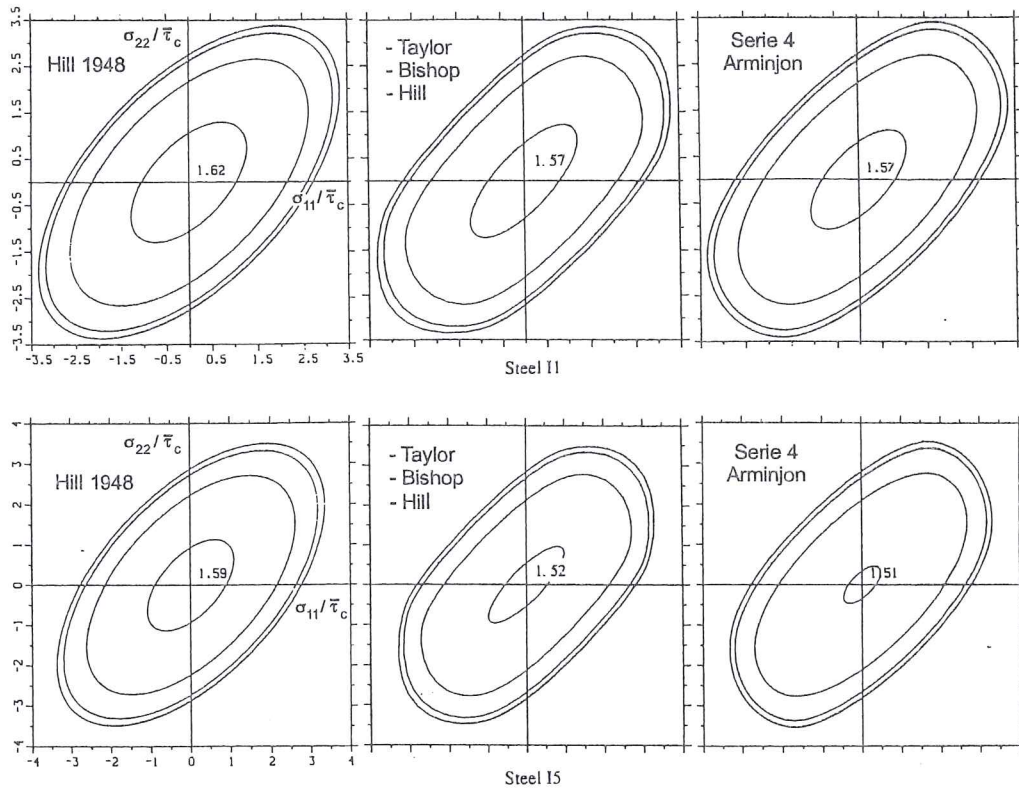 3.5
2.5
1.5
0.5
-0.5
-1.5
-2.5
-3.5
σ22/τ̄c
Hill 1948
1.62
σ11/τ̄c
-3.5 -2.5 -1.5 -0.5 0.5 1.5 2.5 3.5
- Taylor
- Bishop
- Hill
1.57
Serie 4
Arminjon
1.57
Steel I1
4
3
2
1
0
-1
-2
-3
-4
σ22/τ̄c
Hill 1948
1.59
σ11/τ̄c
-4 -3 -2 -1 0 1 2 3 4
- Taylor
- Bishop
- Hill
1.52
Serie 4
Arminjon
1.51
Steel I5